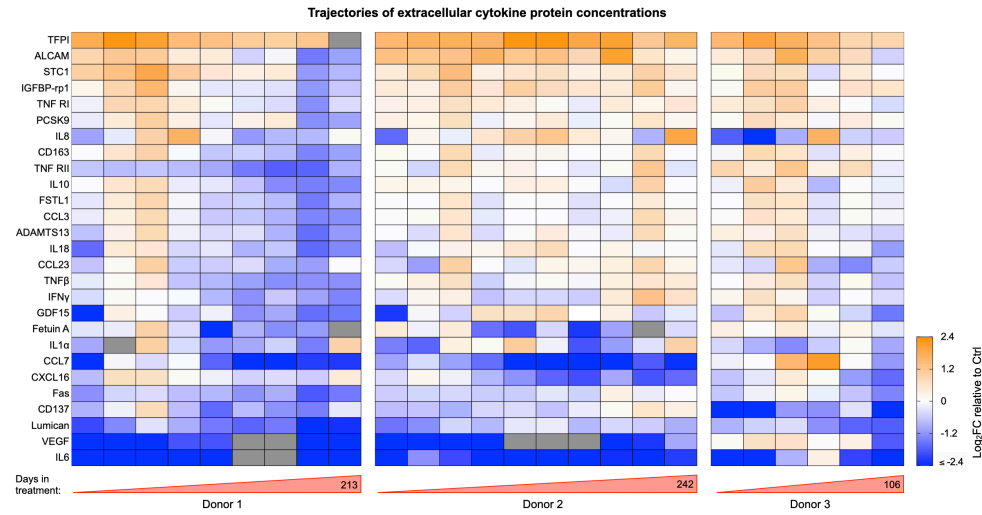 Trajectories of extracellular cytokine protein concentrations
TFPI
ALCAM
STC1
IGFBP-rp1
TNF RI
PCSK9
IL8
CD163
TNF RII
IL10
FSTL1
CCL3
ADAMTS13
IL18
CCL23
TNFβ
IFNγ
GDF15
Fetuin A
IL1α
CCL7
CXCL16
Fas
CD137
Lumican
VEGF
IL6
2.4
1.2
0
-1.2
≤-2.4
Log₂FC relative to Ctrl
Days in
treatment:
213
242
106
Donor 1
Donor 2
Donor 3